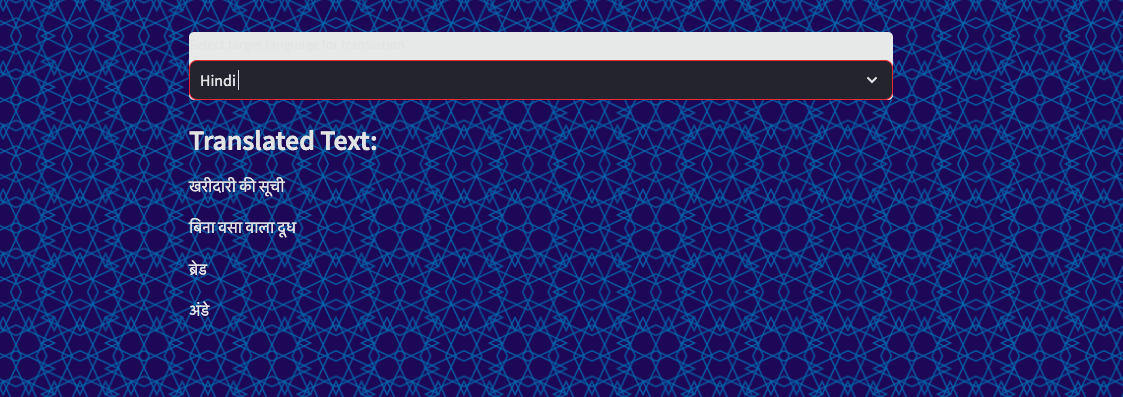 Select target language for translation
Hindi
Translated Text:
खरीदारी की सूची
बिना वसा वाला दूध
ब्रेड
अंडे